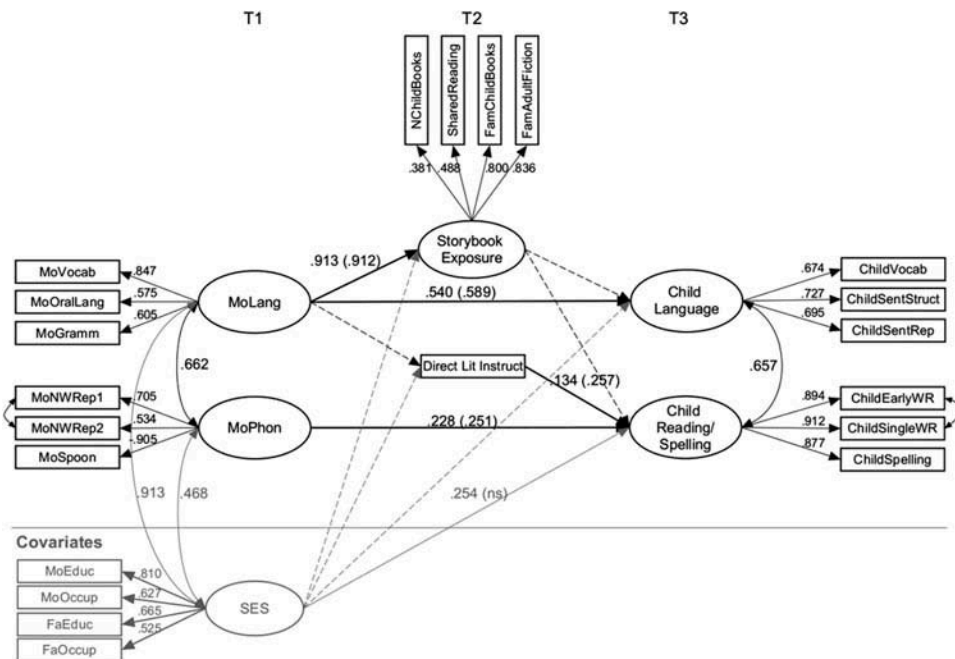 T1 T2 T3
NChildBooks
SharedReading
FamChildBooks
FamAdultFiction
.381 .488 .800 .836
Storybook
Exposure
.913 (.912)
MoVocab
.847
MoOralLang
.575
MoGramm
.605
MoLang
.540 (.589)
Child
Language
.674
ChildVocab
.727
ChildSentStruct
.695
ChildSentRep
.662
Direct Lit Instruct
.134 (.257)
.657
MoNWRep1
.705
MoNWRep2
.534
MoSpoon
-.905
MoPhon
.228 (.251)
Child
Reading/
Spelling
.894
ChildEarlyWR
.912
ChildSingleWR
.877
ChildSpelling
.913
.468
.254 (ns)
Covariates
MoEduc
.810
MoOccup
.627
FaEduc
.665
FaOccup
.525
SES